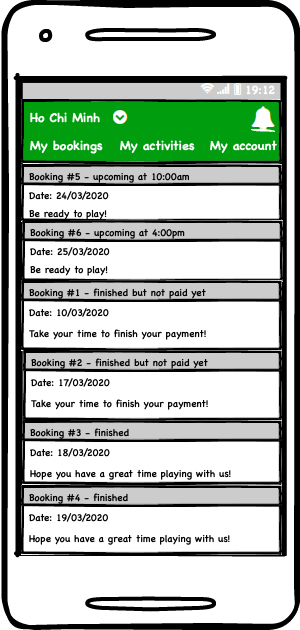 19:12
Ho Chi Minh
My bookings My activities My account
Booking #5 - upcoming at 10:00am
Date: 24/03/2020
Be ready to play!
Booking #6 - upcoming at 4:00pm
Date: 25/03/2020
Be ready to play!
Booking #1 - finished but not paid yet
Date: 10/03/2020
Take your time to finish your payment!
Booking #2 - finished but not paid yet
Date: 17/03/2020
Take your time to finish your payment!
Booking #3 - finished
Date: 18/03/2020
Hope you have a great time playing with us!
Booking #4 - finished
Date: 19/03/2020
Hope you have a great time playing with us!